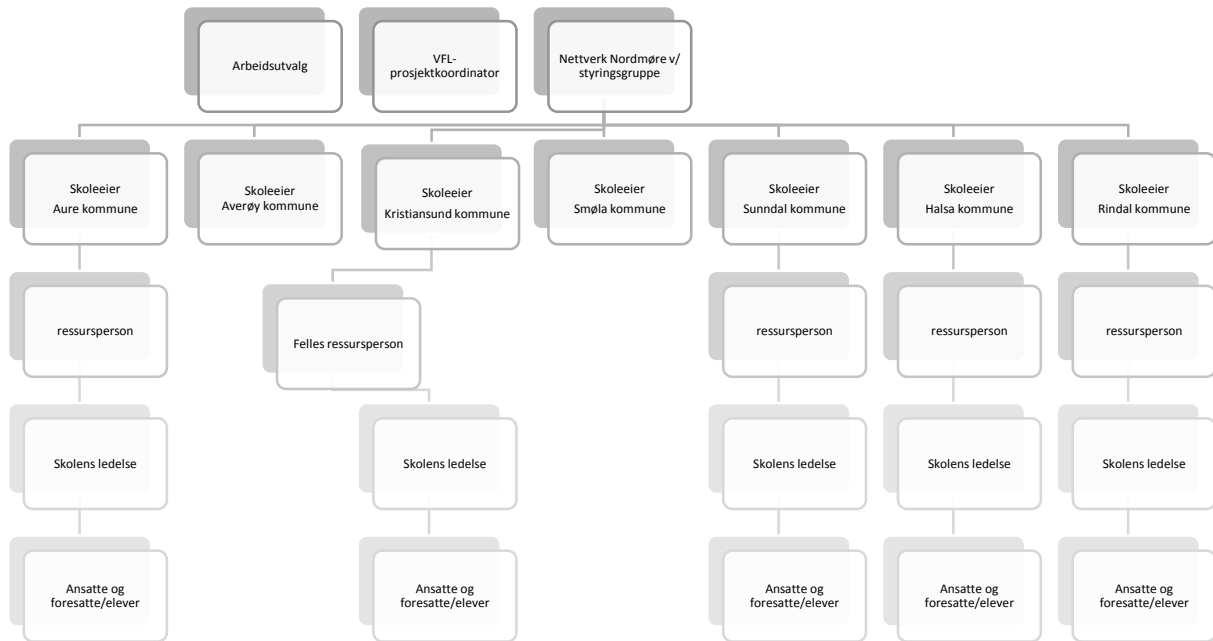 Arbeidsutvalg
VFL-
prosjektkoordinator
Nettverk Nordmøre v/
styringsgruppe
Skoleeier
Aure kommune
Skoleeier
Averøy kommune
Skoleeier
Kristiansund kommune
Skoleeier
Smøla kommune
Skoleeier
Sunndal kommune
Skoleeier
Halsa kommune
Skoleeier
Rindal kommune
ressursperson
Felles ressursperson
ressursperson
ressursperson
ressursperson
Skolens ledelse
Skolens ledelse
Skolens ledelse
Skolens ledelse
Skolens ledelse
Ansatte og
foresatte/elever
Ansatte og
foresatte/elever
Ansatte og
foresatte/elever
Ansatte og
foresatte/elever
Ansatte og
foresatte/elever